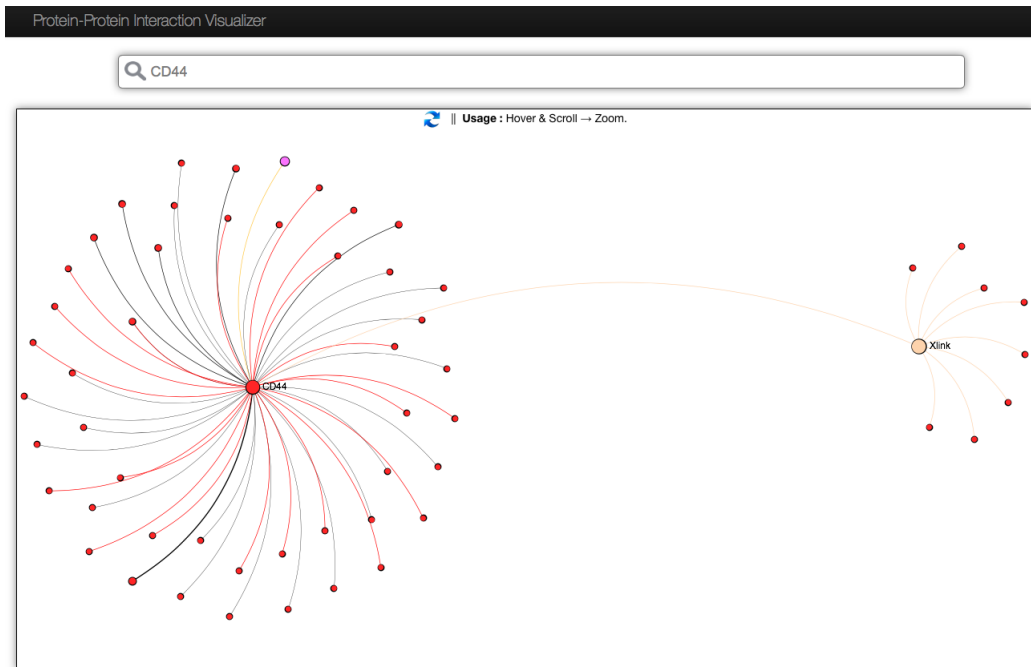 Protein-Protein Interaction Visualizer
CD44
|| Usage : Hover & Scroll → Zoom.
Xlink
CD44